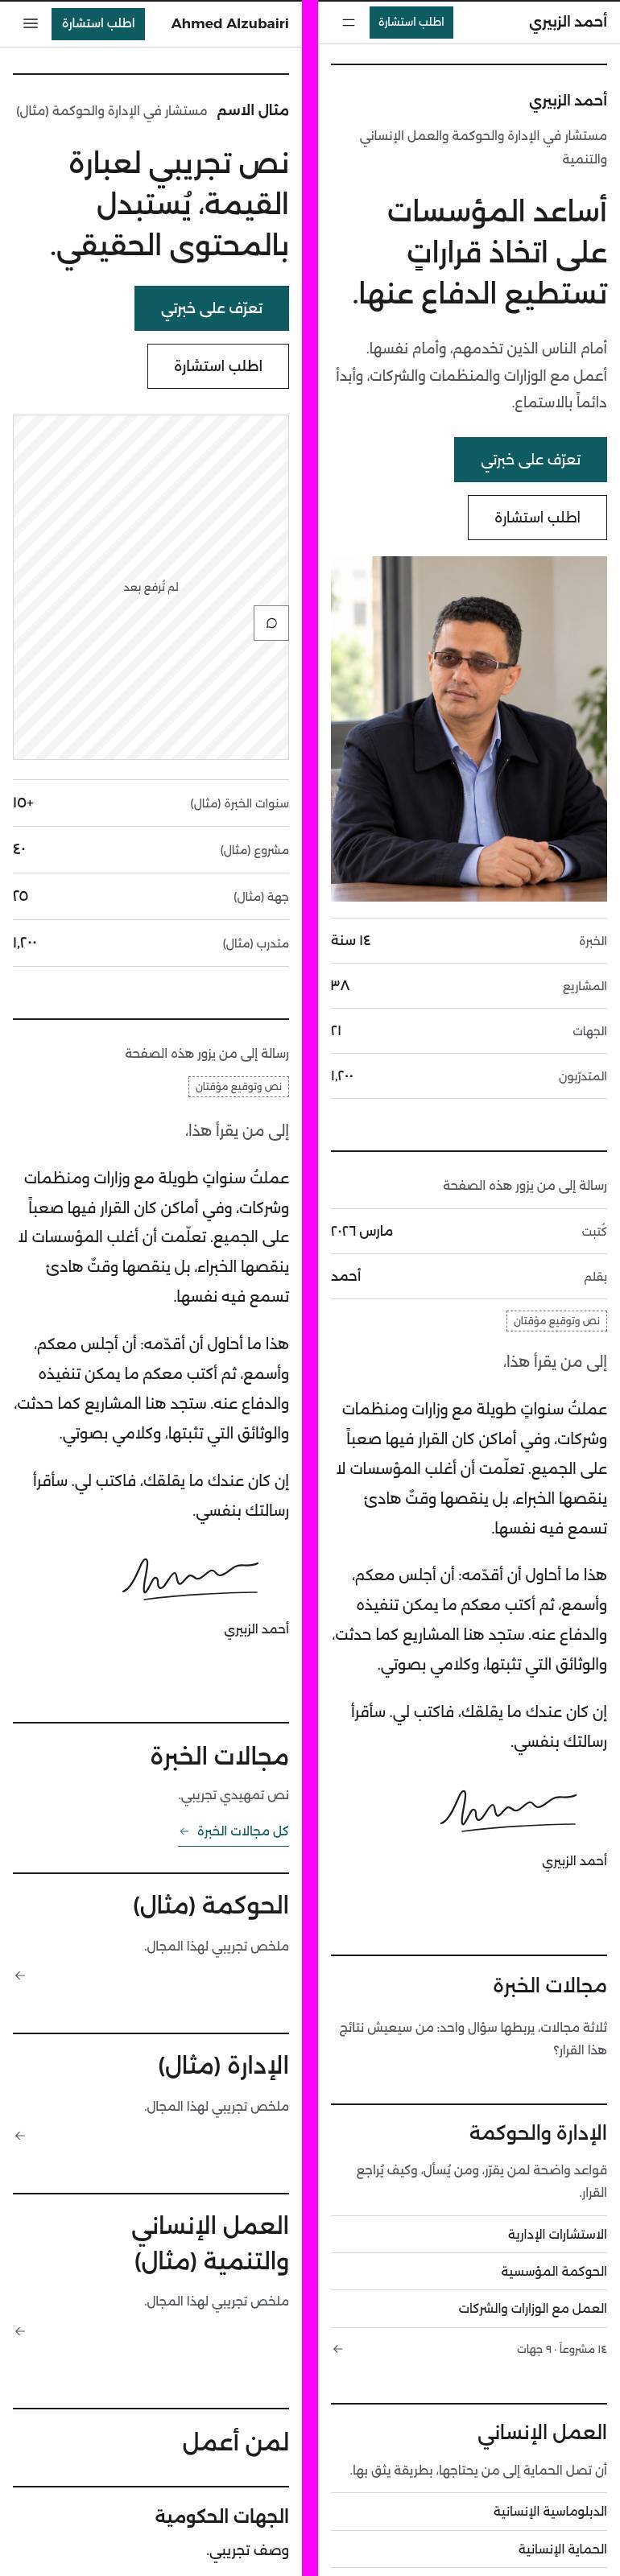 Ahmed Alzubairi
اطلب استشارة
مثال الاسم مستشار في الإدارة والحوكمة (مثال)
نص تجريبي لعبارة
القيمة، يُستبدل
بالمحتوى الحقيقي.
تعرّف على خبرتي
اطلب استشارة
لم تُرفع بعد
سنوات الخبرة (مثال) +١٥
مشروع (مثال) ٤٠
جهة (مثال) ٢٥
متدرب (مثال) ١,٢٠٠
رسالة إلى من يزور هذه الصفحة
نص وتوقيع مؤقتان
إلى من يقرأ هذا،
عملتُ سنواتٍ طويلة مع وزارات ومنظمات
وشركات، وفي أماكن كان القرار فيها صعباً
على الجميع. تعلّمت أن أغلب المؤسسات لا
ينقصها الخبراء، بل ينقصها وقتٌ هادئ
تسمع فيه نفسها.
هذا ما أحاول أن أقدّمه: أن أجلس معكم،
وأسمع، ثم أكتب معكم ما يمكن تنفيذه
والدفاع عنه. ستجد هنا المشاريع كما حدثت،
والوثائق التي تثبتها، وكلامي بصوتي.
إن كان عندك ما يقلقك، فاكتب لي. سأقرأ
رسالتك بنفسي.
أحمد الزبيري
مجالات الخبرة
نص تمهيدي تجريبي.
كل مجالات الخبرة ←
الحوكمة (مثال)
ملخص تجريبي لهذا المجال.
←
الإدارة (مثال)
ملخص تجريبي لهذا المجال.
←
العمل الإنساني
والتنمية (مثال)
ملخص تجريبي لهذا المجال.
←
لمن أعمل
الجهات الحكومية
وصف تجريبي.
أحمد الزبيري
اطلب استشارة
أحمد الزبيري
مستشار في الإدارة والحوكمة والعمل الإنساني
والتنمية
أساعد المؤسسات
على اتخاذ قراراتٍ
تستطيع الدفاع عنها.
أمام الناس الذين تخدمهم، وأمام نفسها.
أعمل مع الوزارات والمنظمات والشركات، وأبدأ
دائماً بالاستماع.
تعرّف على خبرتي
اطلب استشارة
الخبرة ١٤ سنة
المشاريع ٣٨
الجهات ٢١
المتدرّبون ١,٢٠٠
رسالة إلى من يزور هذه الصفحة
كُتبت مارس ٢٠٢٦
بقلم أحمد
نص وتوقيع مؤقتان
إلى من يقرأ هذا،
عملتُ سنواتٍ طويلة مع وزارات ومنظمات
وشركات، وفي أماكن كان القرار فيها صعباً
على الجميع. تعلّمت أن أغلب المؤسسات لا
ينقصها الخبراء، بل ينقصها وقتٌ هادئ
تسمع فيه نفسها.
هذا ما أحاول أن أقدّمه: أن أجلس معكم،
وأسمع، ثم أكتب معكم ما يمكن تنفيذه
والدفاع عنه. ستجد هنا المشاريع كما حدثت،
والوثائق التي تثبتها، وكلامي بصوتي.
إن كان عندك ما يقلقك، فاكتب لي. سأقرأ
رسالتك بنفسي.
أحمد الزبيري
مجالات الخبرة
ثلاثة مجالات، يربطها سؤال واحد: من سيعيش نتائج
هذا القرار؟
الإدارة والحوكمة
قواعد واضحة لمن يقرّر، ومن يُسأل، وكيف يُراجع
القرار.
الاستشارات الإدارية
الحوكمة المؤسسية
العمل مع الوزارات والشركات
١٤ مشروعاً · ٩ جهات ←
العمل الإنساني
أن تصل الحماية إلى من يحتاجها، بطريقة يثق بها.
الدبلوماسية الإنسانية
الحماية الإنسانية